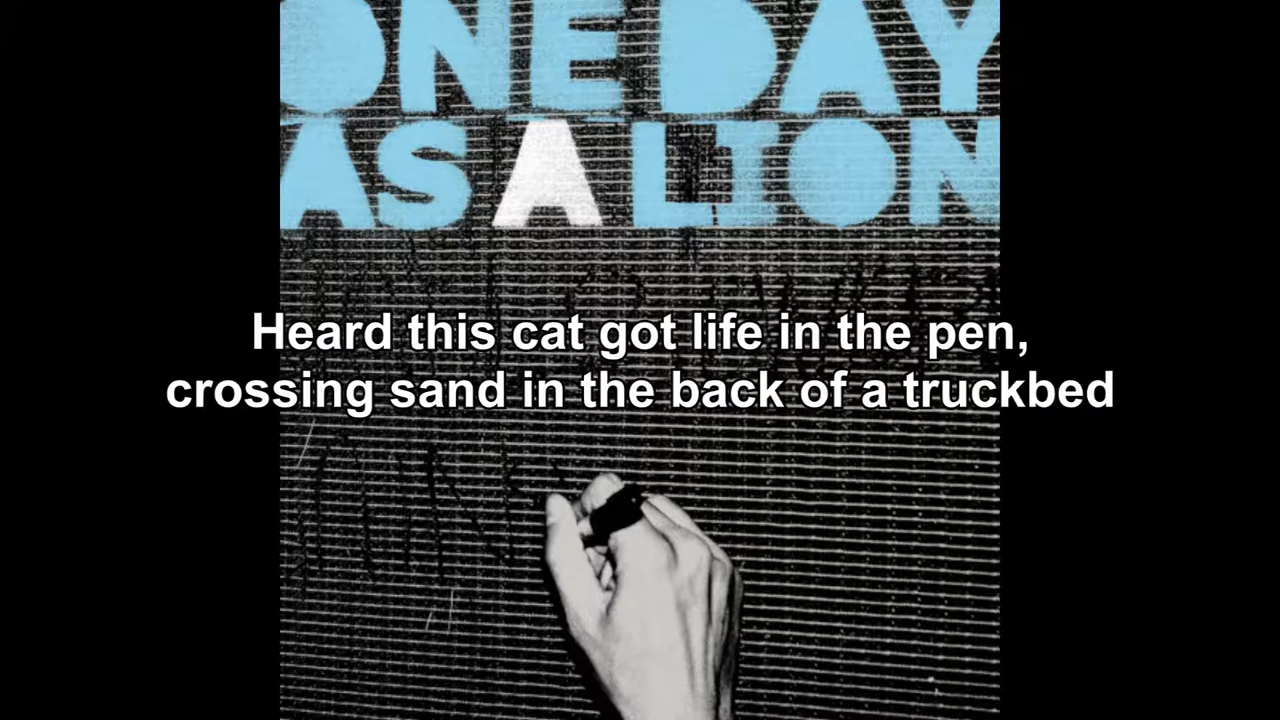 ONE DAY
AS A LION
Heard this cat got life in the pen,
crossing sand in the back of a truckbed